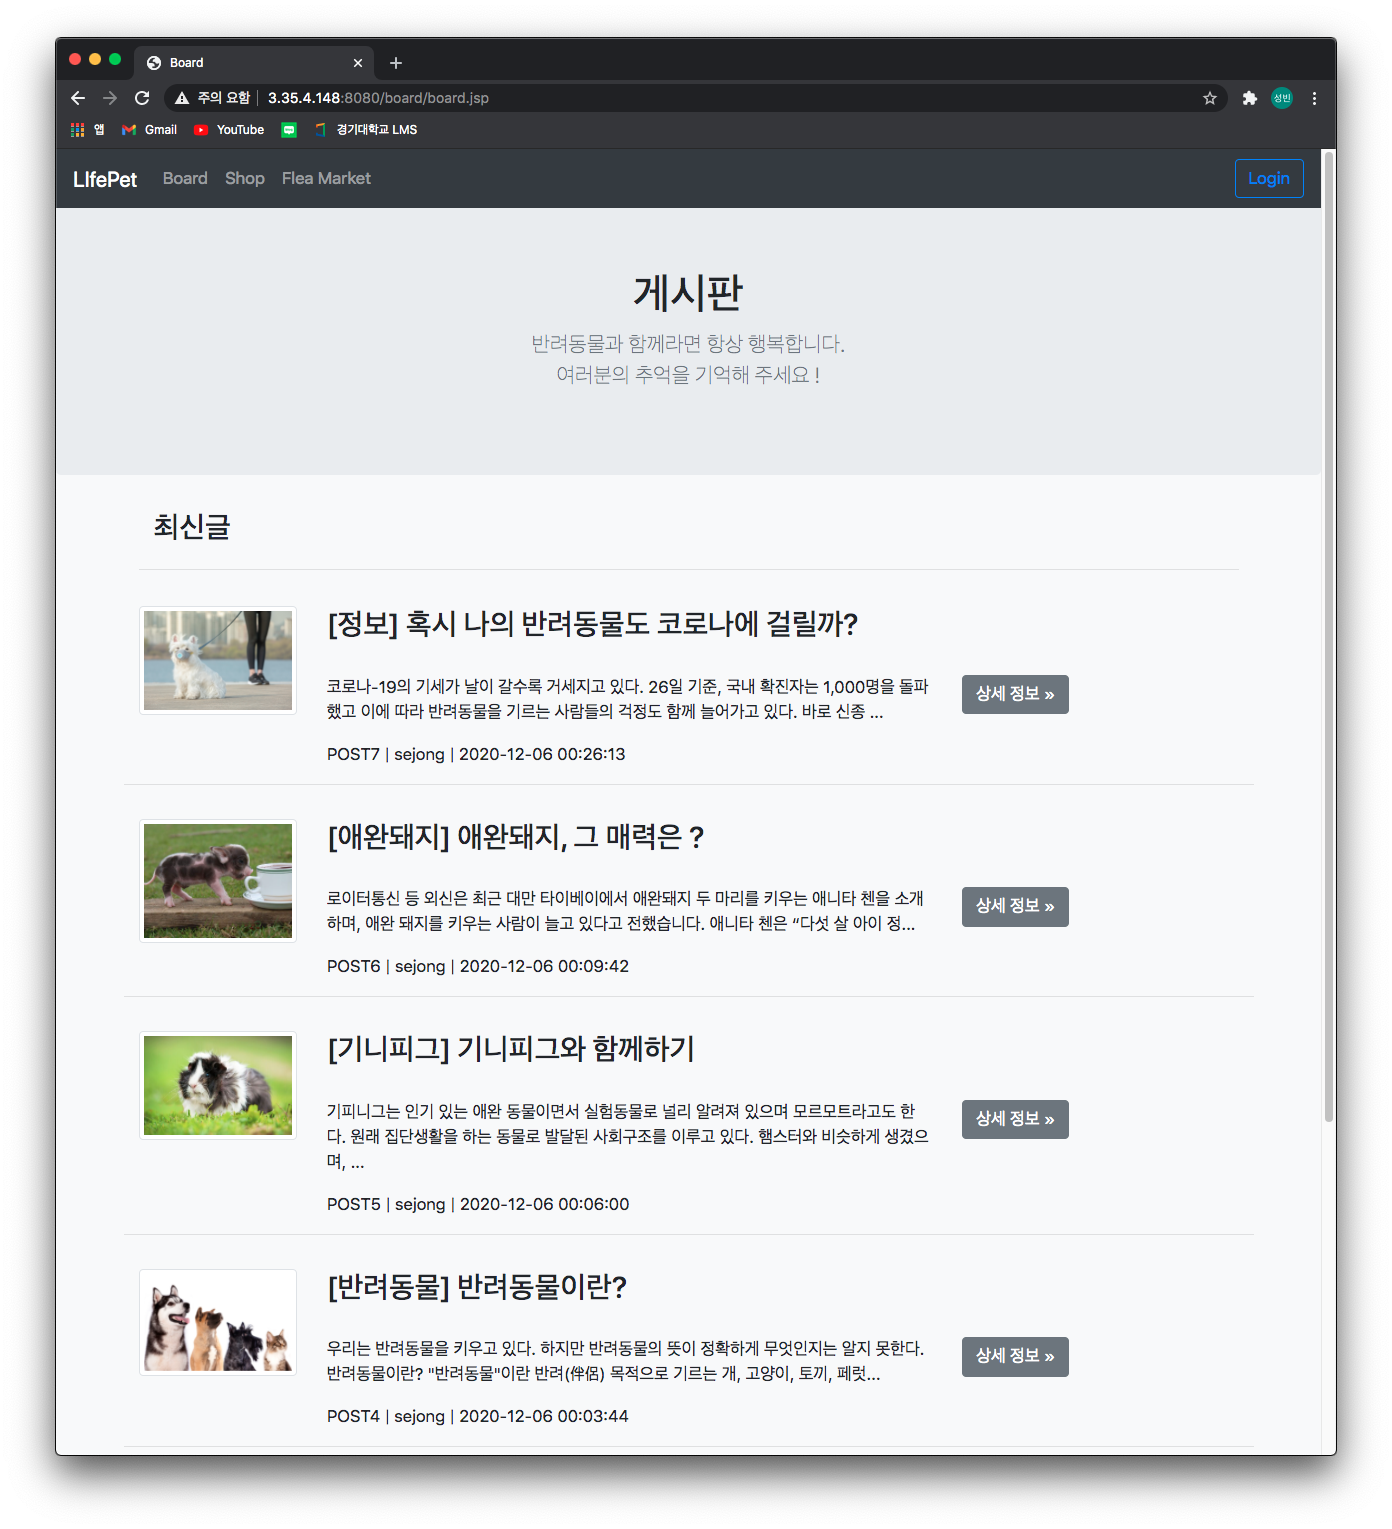 Board
주의 요함 | 3.35.4.148:8080/board/board.jsp
성빈
앱 Gmail YouTube 경기대학교 LMS
LIfePet Board Shop Flea Market Login
게시판
반려동물과 함께라면 항상 행복합니다.
여러분의 추억을 기억해 주세요 !
최신글
[정보] 혹시 나의 반려동물도 코로나에 걸릴까?
코로나-19의 기세가 날이 갈수록 거세지고 있다. 26일 기준, 국내 확진자는 1,000명을 돌파
했고 이에 따라 반려동물을 기르는 사람들의 걱정도 함께 늘어가고 있다. 바로 신종 ...
상세 정보 »
POST7 | sejong | 2020-12-06 00:26:13
[애완돼지] 애완돼지, 그 매력은 ?
로이터통신 등 외신은 최근 대만 타이베이에서 애완돼지 두 마리를 키우는 애니타 첸을 소개
하며, 애완 돼지를 키우는 사람이 늘고 있다고 전했습니다. 애니타 첸은 “다섯 살 아이 정...
상세 정보 »
POST6 | sejong | 2020-12-06 00:09:42
[기니피그] 기니피그와 함께하기
기피니그는 인기 있는 애완 동물이면서 실험동물로 널리 알려져 있으며 모르모트라고도 한
다. 원래 집단생활을 하는 동물로 발달된 사회구조를 이루고 있다. 햄스터와 비슷하게 생겼으
며, ...
상세 정보 »
POST5 | sejong | 2020-12-06 00:06:00
[반려동물] 반려동물이란?
우리는 반려동물을 키우고 있다. 하지만 반려동물의 뜻이 정확하게 무엇인지는 알지 못한다.
반려동물이란? "반려동물"이란 반려(伴侶) 목적으로 기르는 개, 고양이, 토끼, 페럿...
상세 정보 »
POST4 | sejong | 2020-12-06 00:03:44